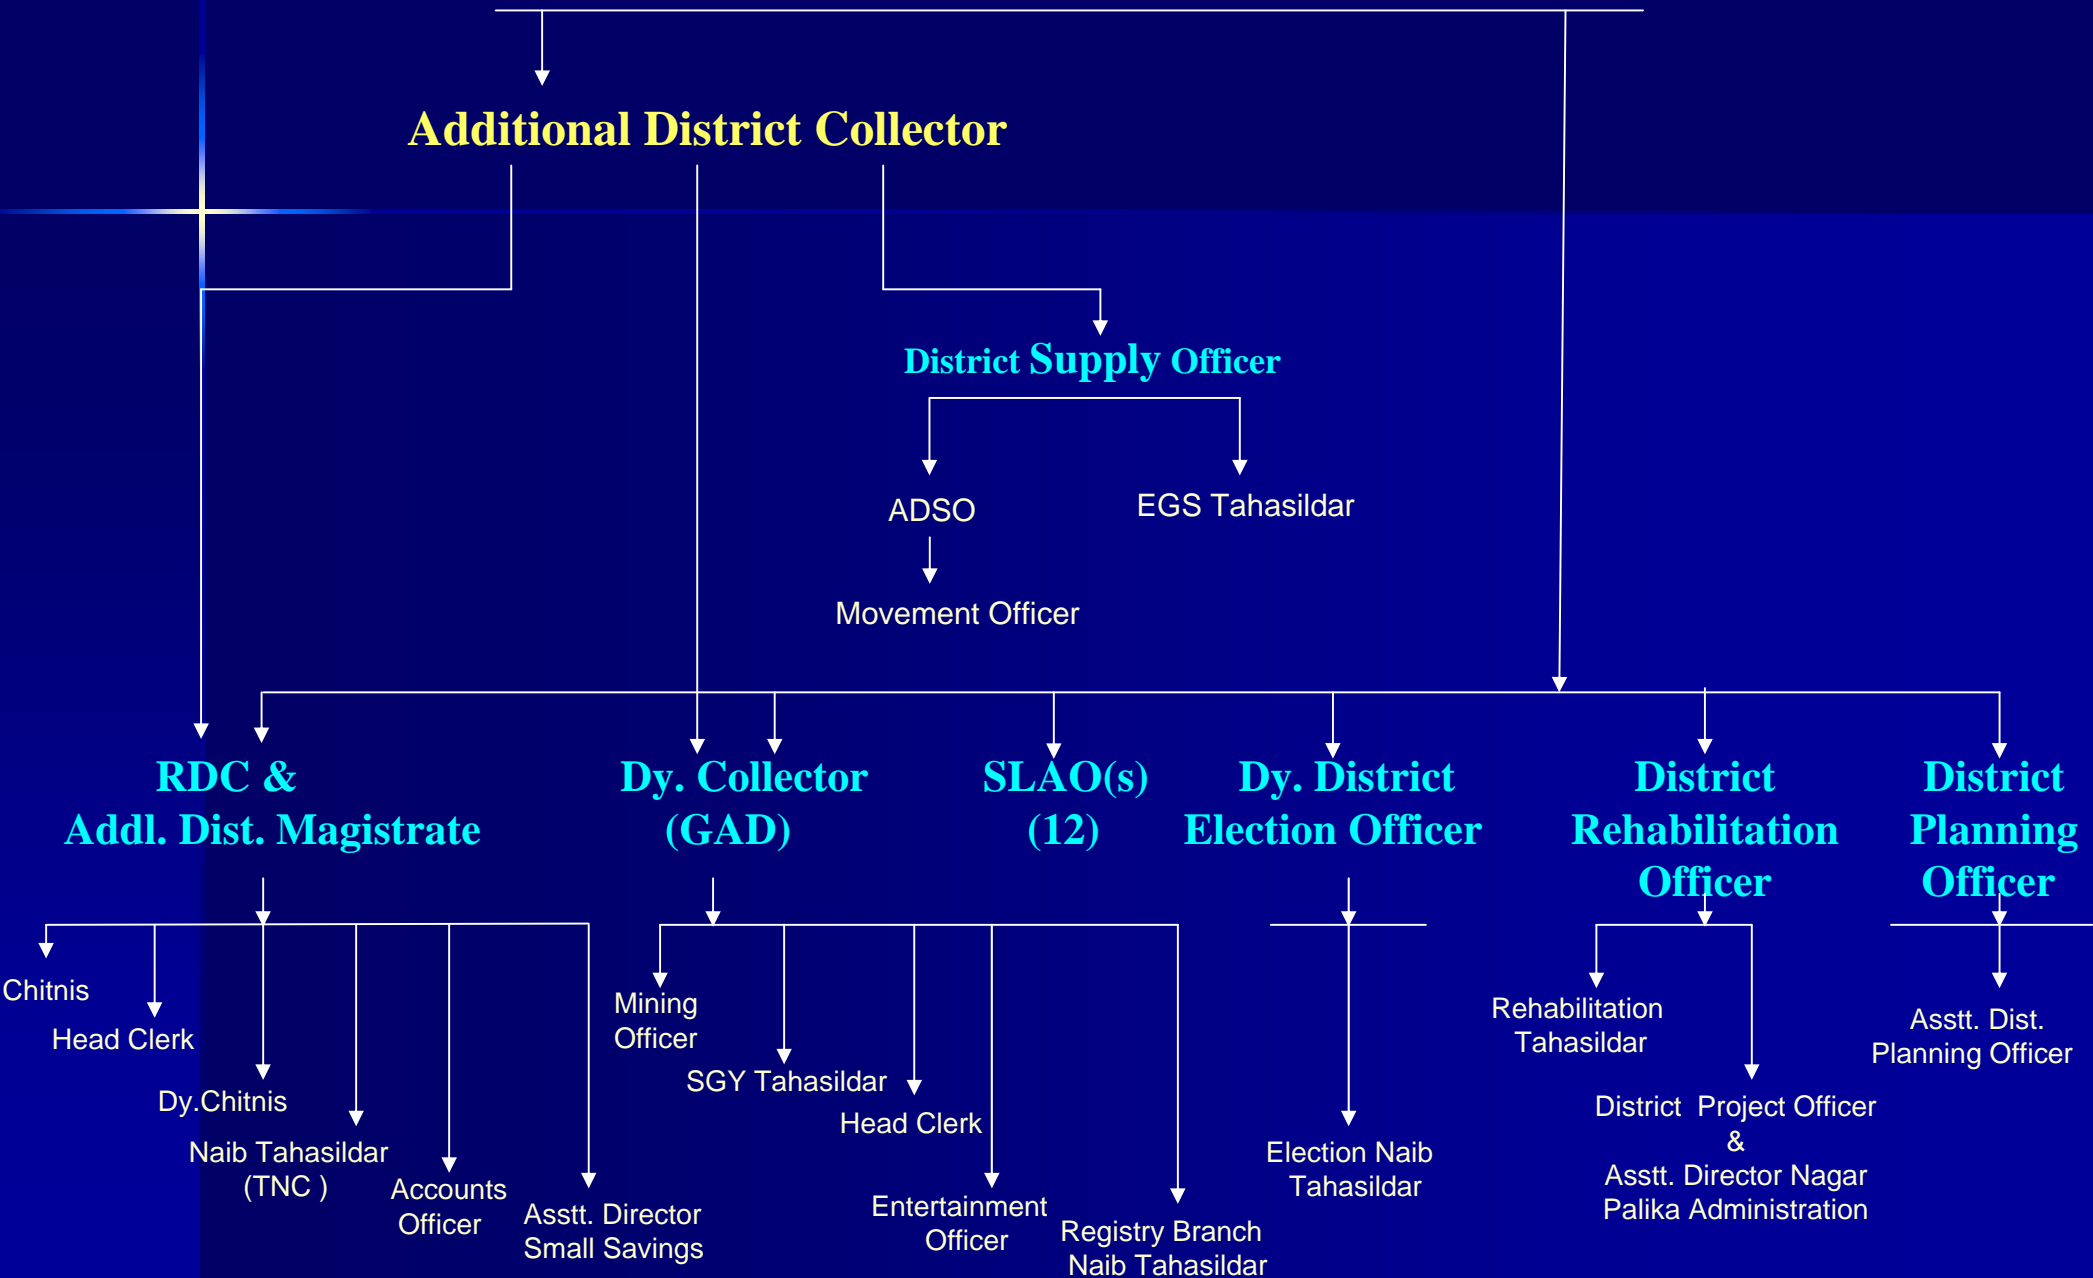 Additional District Collector
District Supply Officer
ADSO
EGS Tahasildar
Movement Officer
RDC &
Addl. Dist. Magistrate
Dy. Collector
(GAD)
SLAO(s)
(12)
Dy. District
Election Officer
District
Rehabilitation
Officer
District
Planning
Officer
Chitnis
Head Clerk
Dy.Chitnis
Naib Tahasildar
(TNC )
Accounts
Officer
Asstt. Director
Small Savings
Mining
Officer
SGY Tahasildar
Head Clerk
Entertainment
Officer
Registry Branch
Naib Tahasildar
Election Naib
Tahasildar
Rehabilitation
Tahasildar
District  Project Officer
&
Asstt. Director Nagar
Palika Administration
Asstt. Dist.
Planning Officer